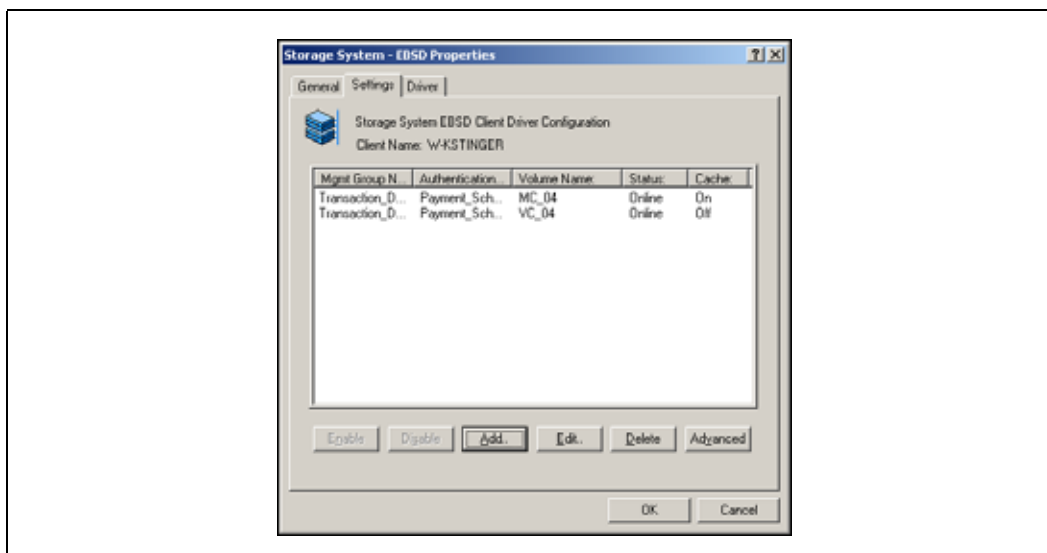 Storage System - EBSD Properties
General Settings Driver
Storage System EBSD Client Driver Configuration
Client Name: W-KSTINGER
Mgmt Group N... Authentication... Volume Name: Status: Cache:
Transaction_D... Payment_Sch... MC_04 Online On
Transaction_D... Payment_Sch... VC_04 Online Off
Enable Disable Add.. Edit.. Delete Advanced
OK Cancel